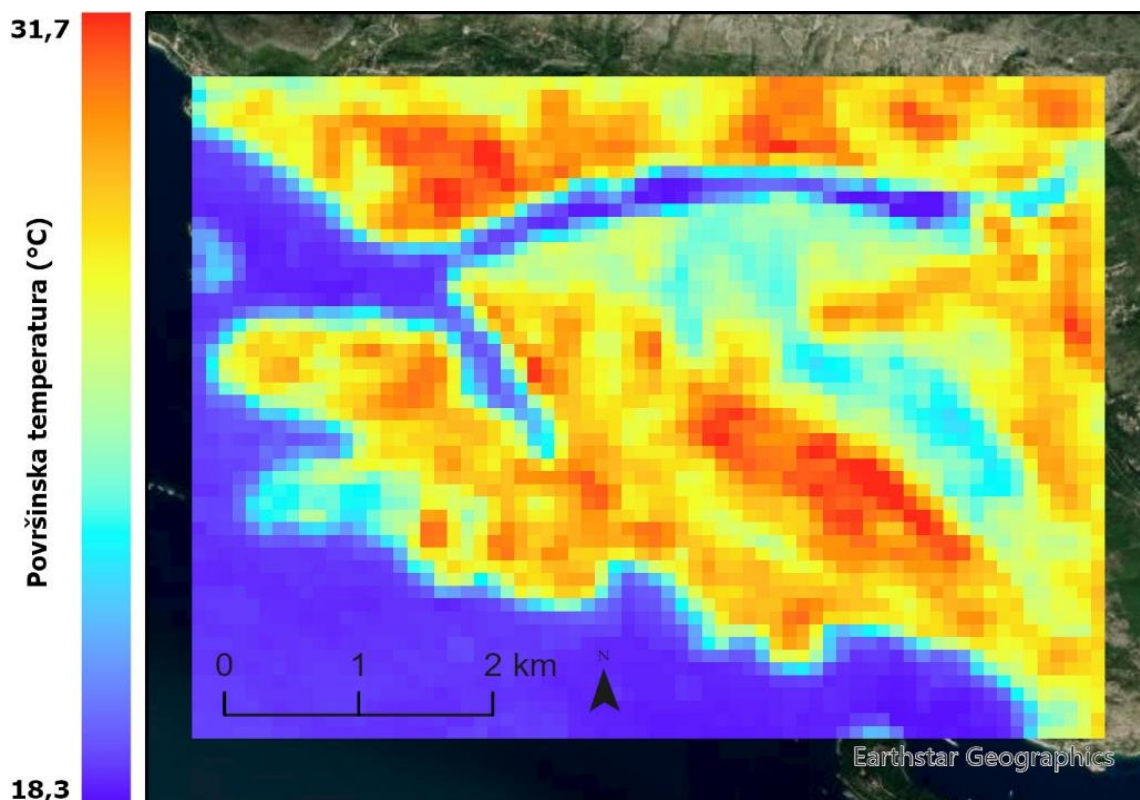 31,7
Površinska temperatura (°C)
18,3
0 1 2 km
N
Earthstar Geographics